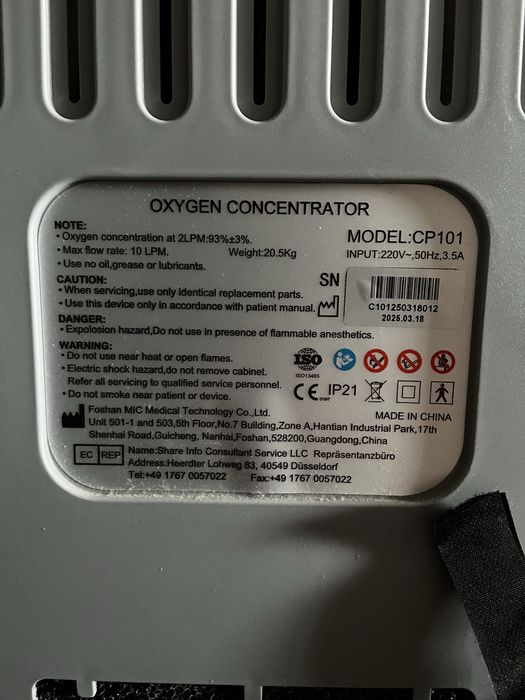 OXYGEN CONCENTRATOR
NOTE:
• Oxygen concentration at 2LPM:93%±3%.
• Max flow rate: 10 LPM. Weight:20.5Kg
• Use no oil,grease or lubricants.
MODEL:CP101
INPUT:220V~,50Hz,3.5A
CAUTION:
• When servicing,use only identical replacement parts.
• Use this device only in accordance with patient manual.
SN
C101250318012
2025.03.18
DANGER:
• Expolosion hazard,Do not use in presence of flammable anesthetics.
WARNING:
• Do not use near heat or open flames.
• Electric shock hazard,do not remove cabinet.
Refer all servicing to qualified service personnel.
• Do not smoke near patient or device.
ISO
ISO13485
CE IP21
MADE IN CHINA
Foshan MIC Medical Technology Co.,Ltd.
Unit 501-1 and 503,5th Floor,No.7 Building,Zone A,Hantian Industrial Park,17th
Shenhai Road,Guicheng, Nanhai,Foshan,528200,Guangdong,China
EC REP Name:Share Info Consultant Service LLC Repräsentanzbüro
Address:Heerdter Lohweg 83, 40549 Düsseldorf
Tel:+49 1767 0057022 Fax:+49 1767 0057022